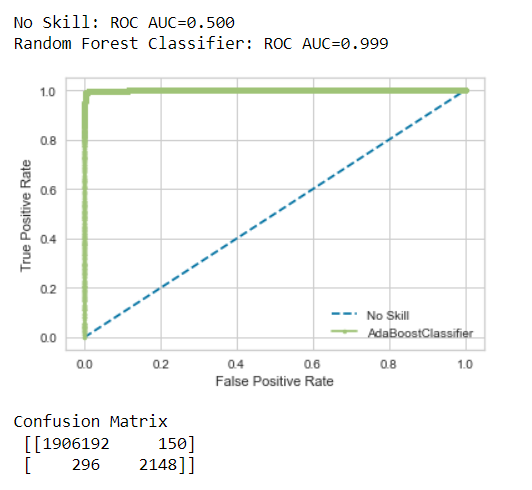 No Skill: ROC AUC=0.500
Random Forest Classifier: ROC AUC=0.999
1.0
0.8
0.6
0.4
0.2
0.0
True Positive Rate
No Skill
AdaBoostClassifier
0.0 0.2 0.4 0.6 0.8 1.0
False Positive Rate
Confusion Matrix
[[1906192 150]
[ 296 2148]]